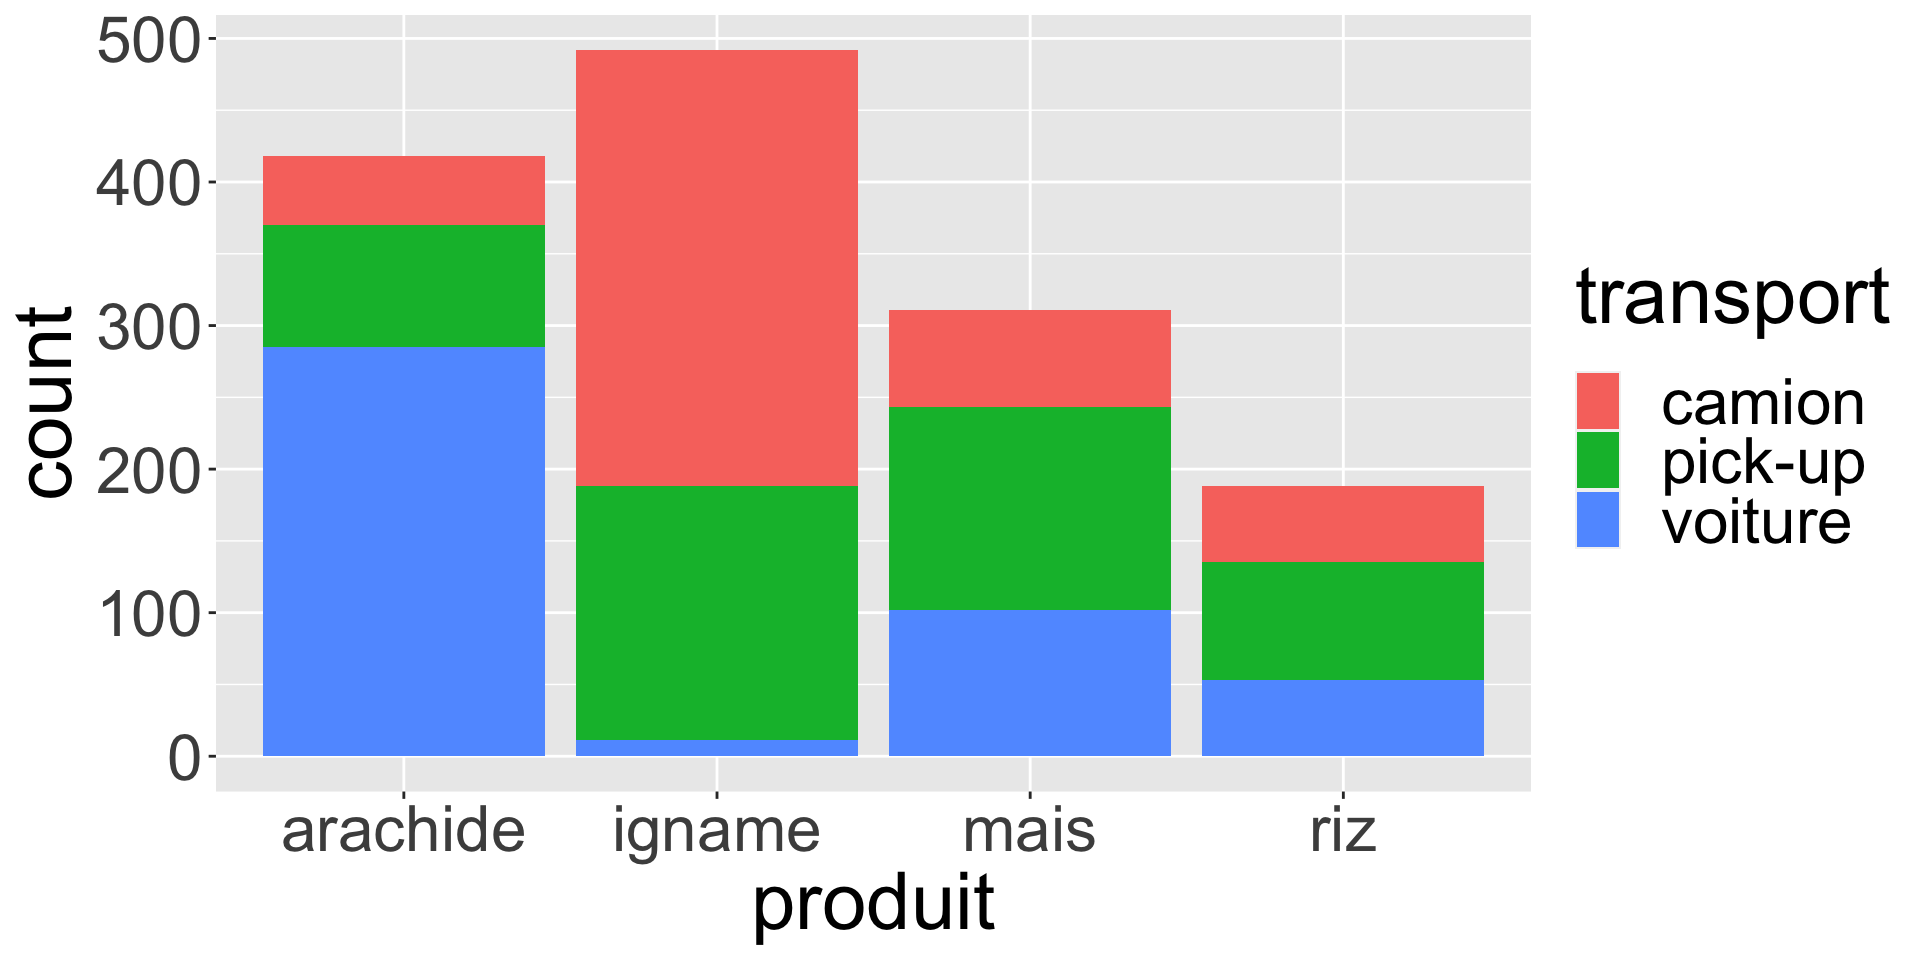 count
500
400
300
200
100
0
arachide igname mais riz
produit
transport
camion
pick-up
voiture